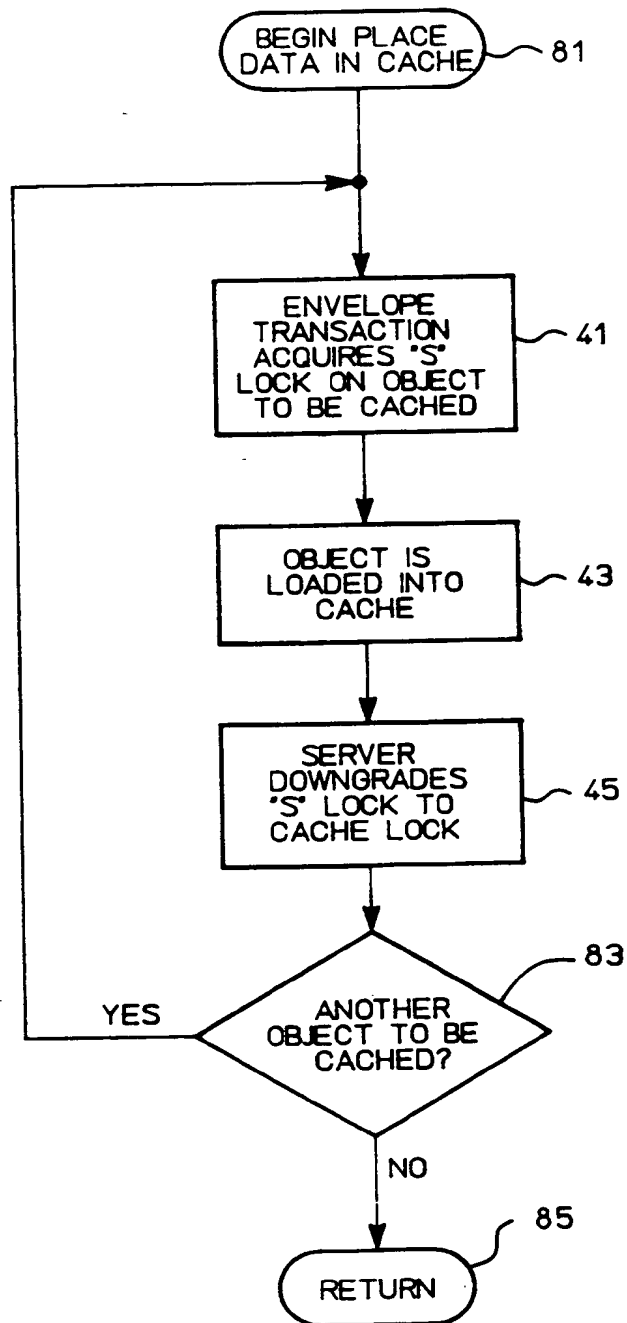 BEGIN PLACE
DATA IN CACHE
81
ENVELOPE
TRANSACTION
ACQUIRES "S"
LOCK ON OBJECT
TO BE CACHED
41
OBJECT IS
LOADED INTO
CACHE
43
SERVER
DOWNGRADES
"S" LOCK TO
CACHE LOCK
45
83
YES
ANOTHER
OBJECT TO BE
CACHED?
NO
85
RETURN